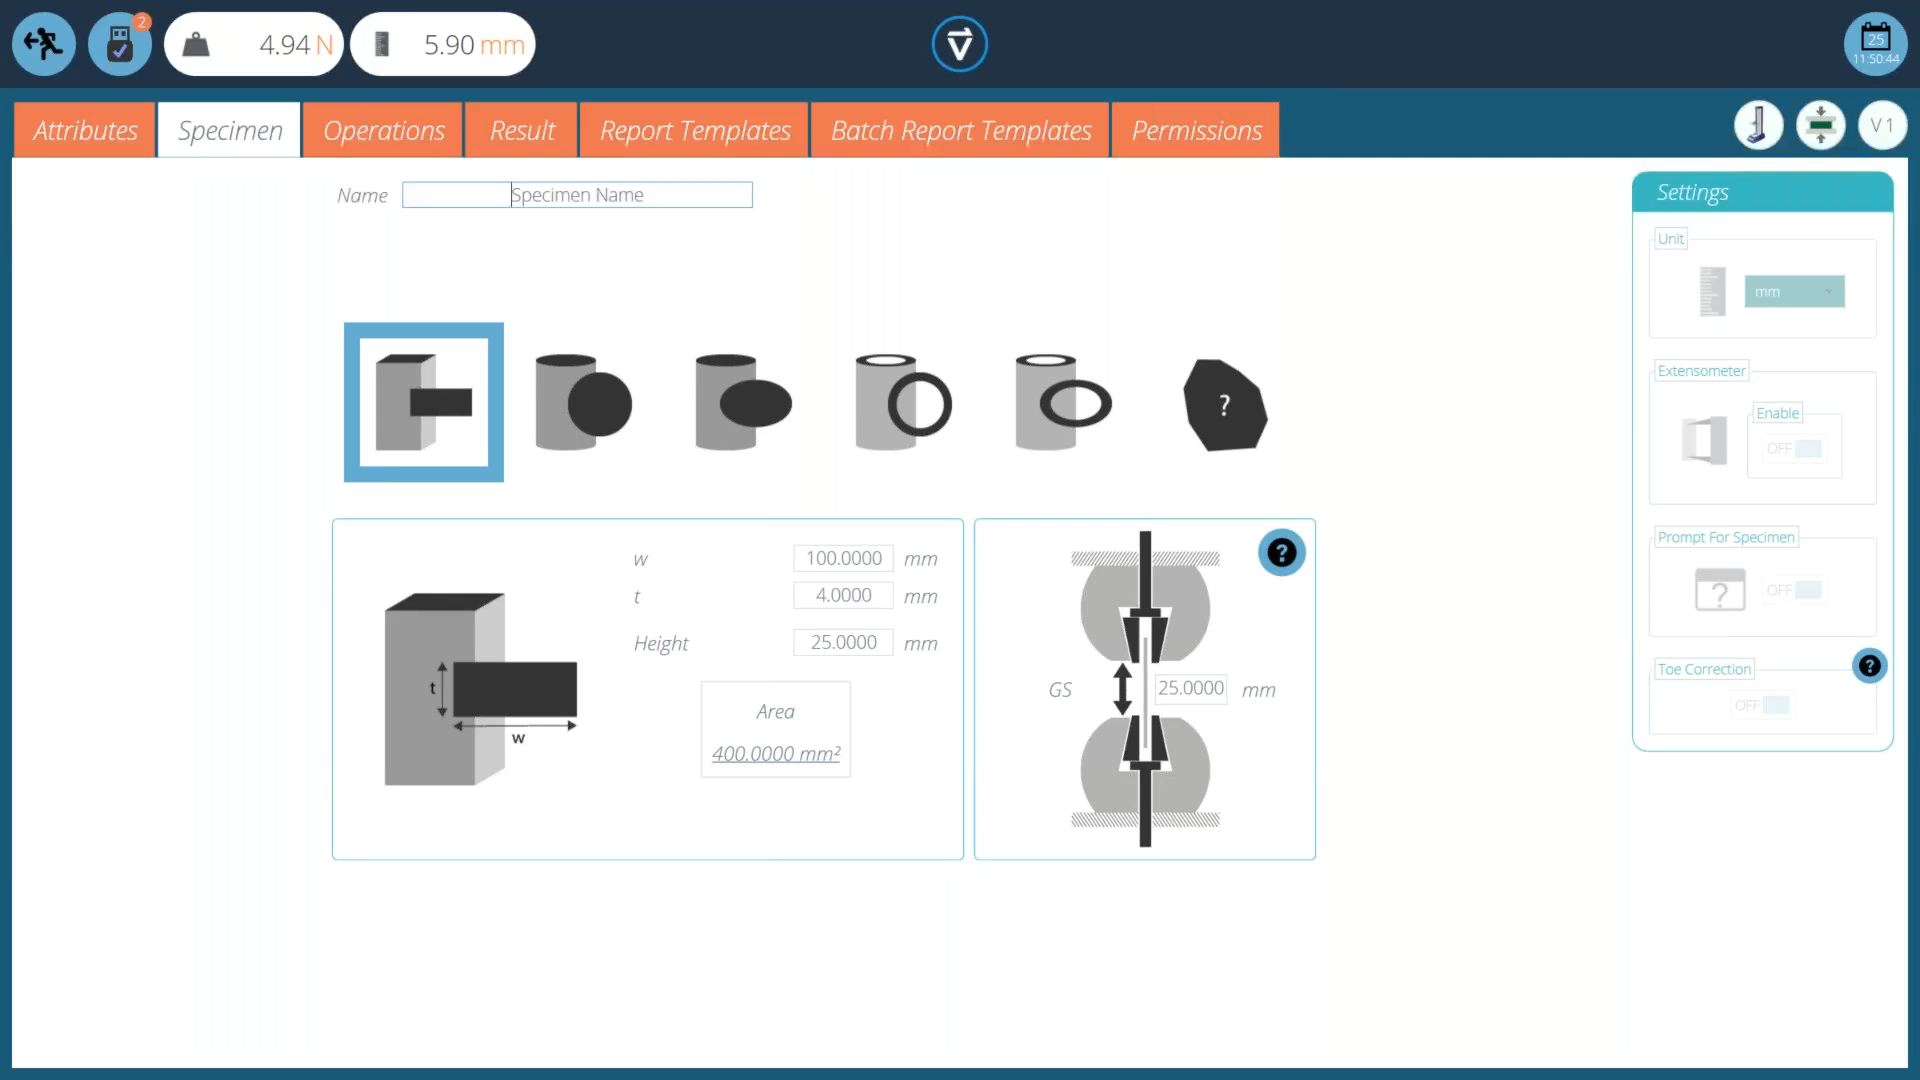 2
4.94 N
5.90 mm
25
11:50:44
Attributes
Specimen
Operations
Result
Report Templates
Batch Report Templates
Permissions
V 1
Name
Specimen Name
Settings
Unit
mm
Extensometer
Enable
OFF
Prompt For Specimen
?
OFF
Toe Correction
?
OFF
?
w 100.0000 mm
t 4.0000 mm
Height 25.0000 mm
Area
400.0000 mm²
t
w
?
GS 25.0000 mm